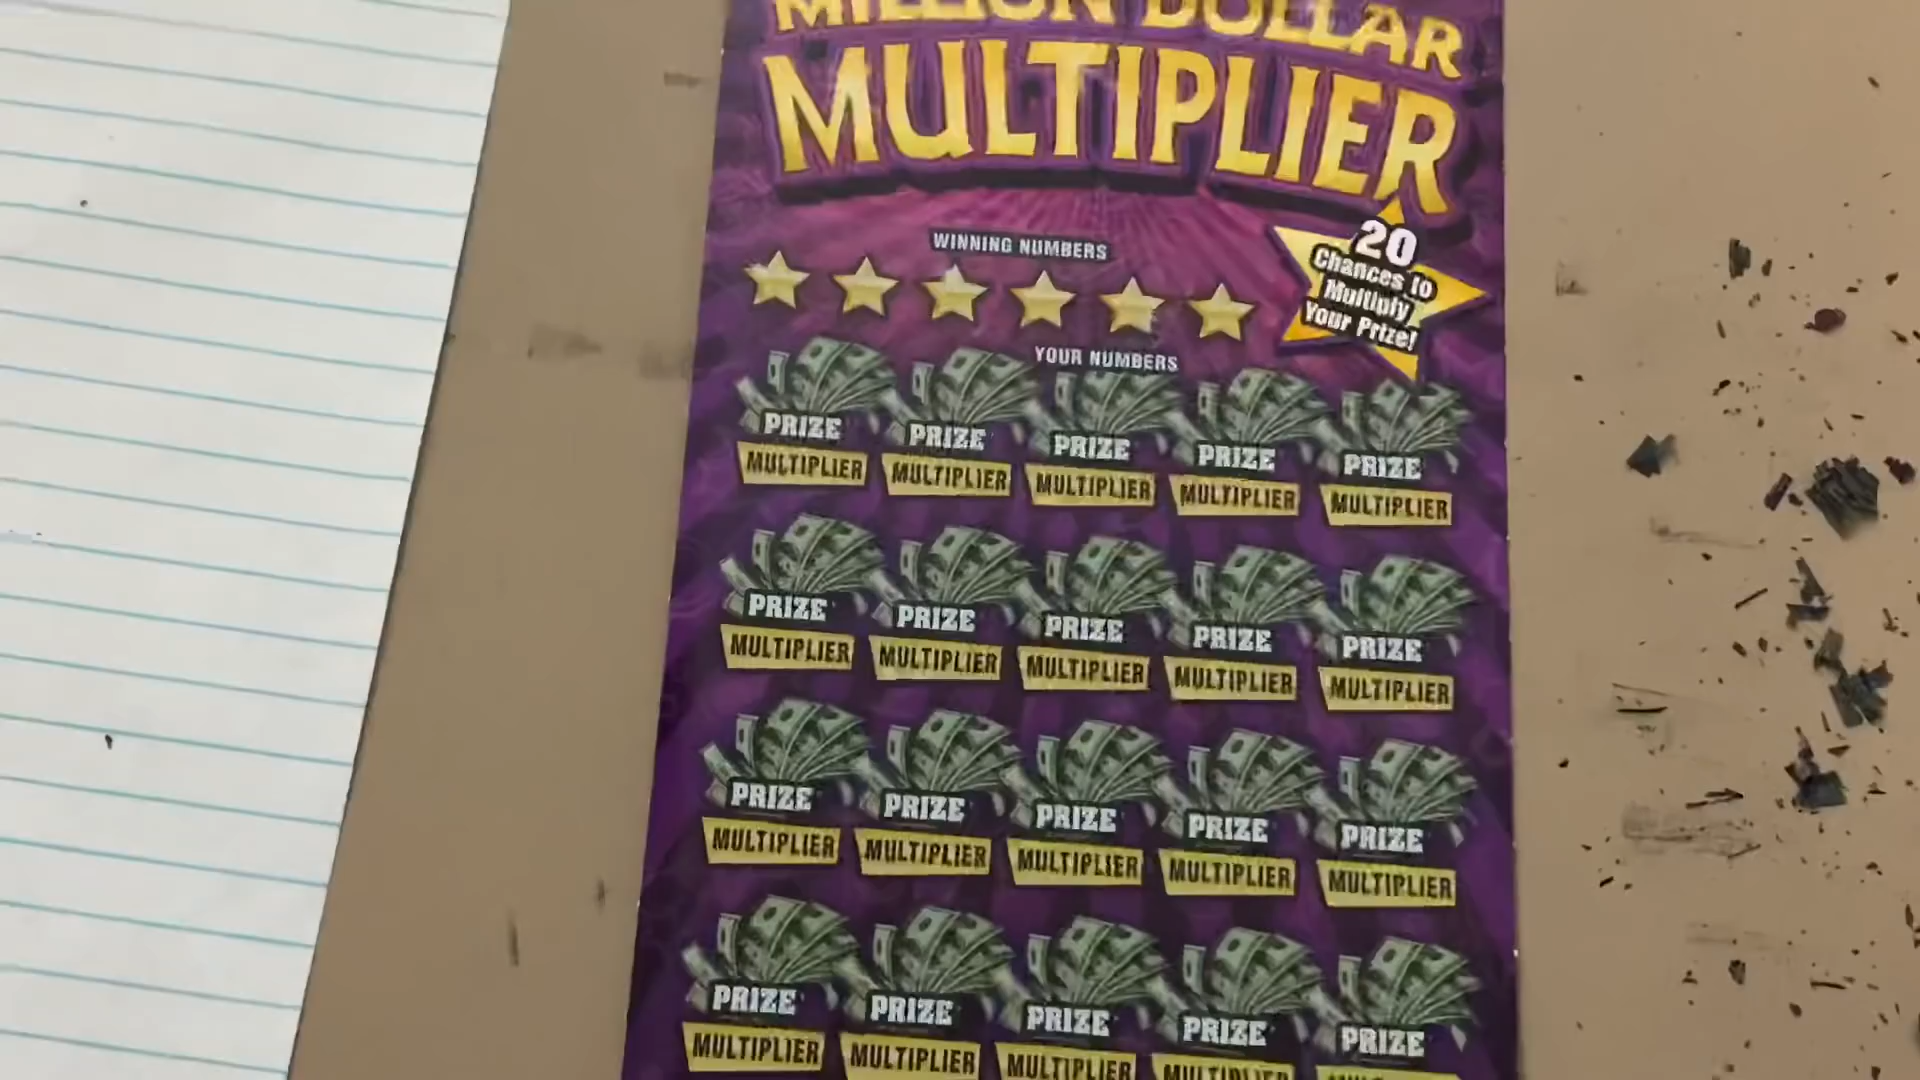 MILLION DOLLAR
MULTIPLIER
WINNING NUMBERS
20
Chances to
Multiply
Your Prize!
YOUR NUMBERS
PRIZE PRIZE PRIZE PRIZE PRIZE
MULTIPLIER MULTIPLIER MULTIPLIER MULTIPLIER MULTIPLIER
PRIZE PRIZE PRIZE PRIZE PRIZE
MULTIPLIER MULTIPLIER MULTIPLIER MULTIPLIER MULTIPLIER
PRIZE PRIZE PRIZE PRIZE PRIZE
MULTIPLIER MULTIPLIER MULTIPLIER MULTIPLIER MULTIPLIER
PRIZE PRIZE PRIZE PRIZE PRIZE
MULTIPLIER MULTIPLIER MULTIPLIER MULTIPLIER